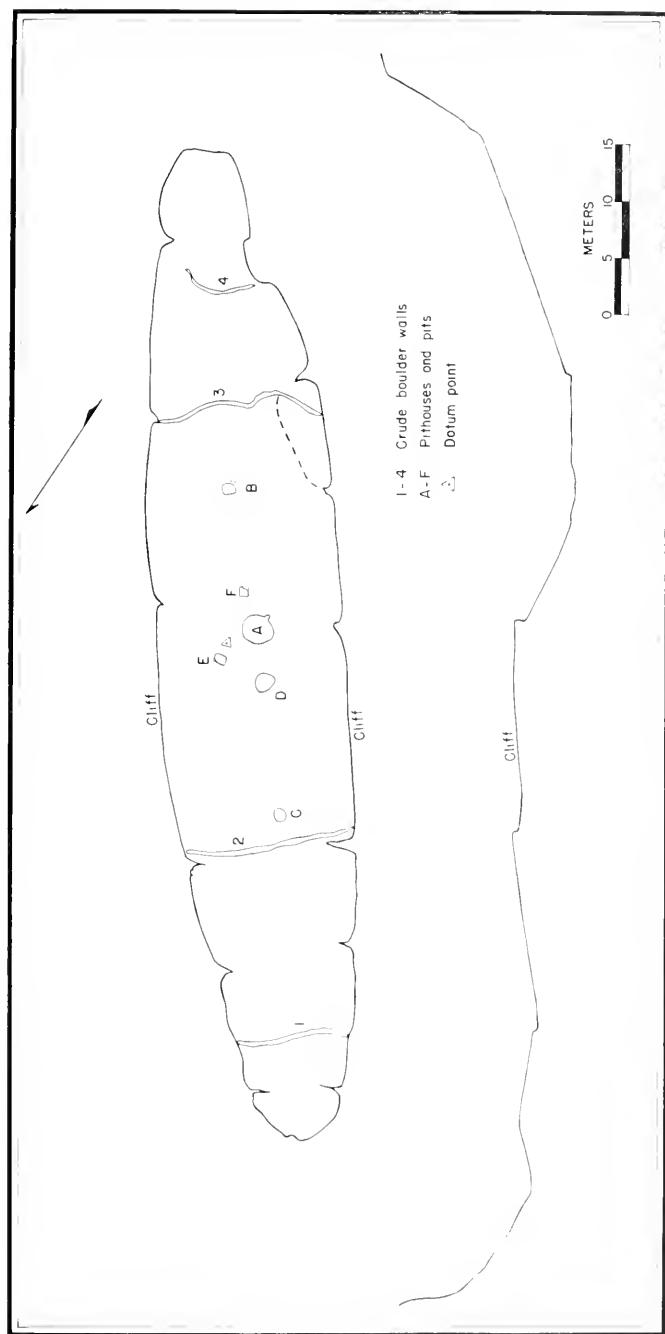 4
3
B
F
A
E
D
Cliff
Cliff
C
2
1
1-4 Crude boulder walls
A-F Pithouses and pits
Datum point
METERS
0 5 10 15
Cliff